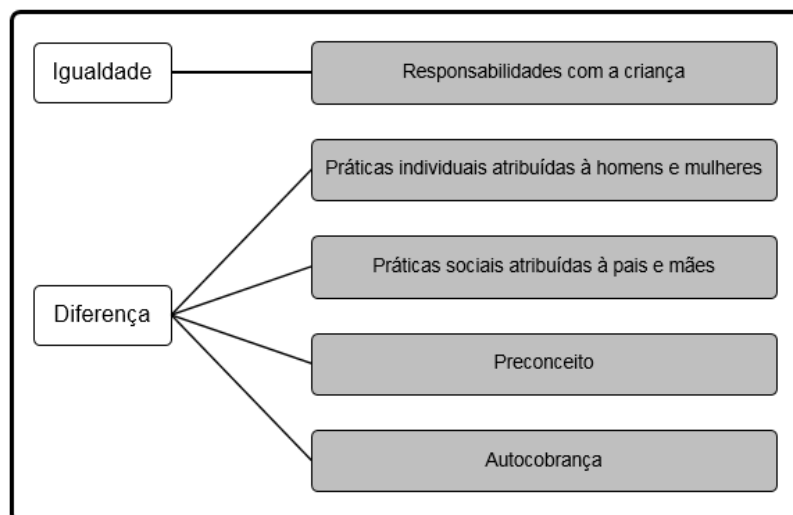 Igualdade
Responsabilidades com a criança
Práticas individuais atribuídas à homens e mulheres
Práticas sociais atribuídas à pais e mães
Diferença
Preconceito
Autocobrança